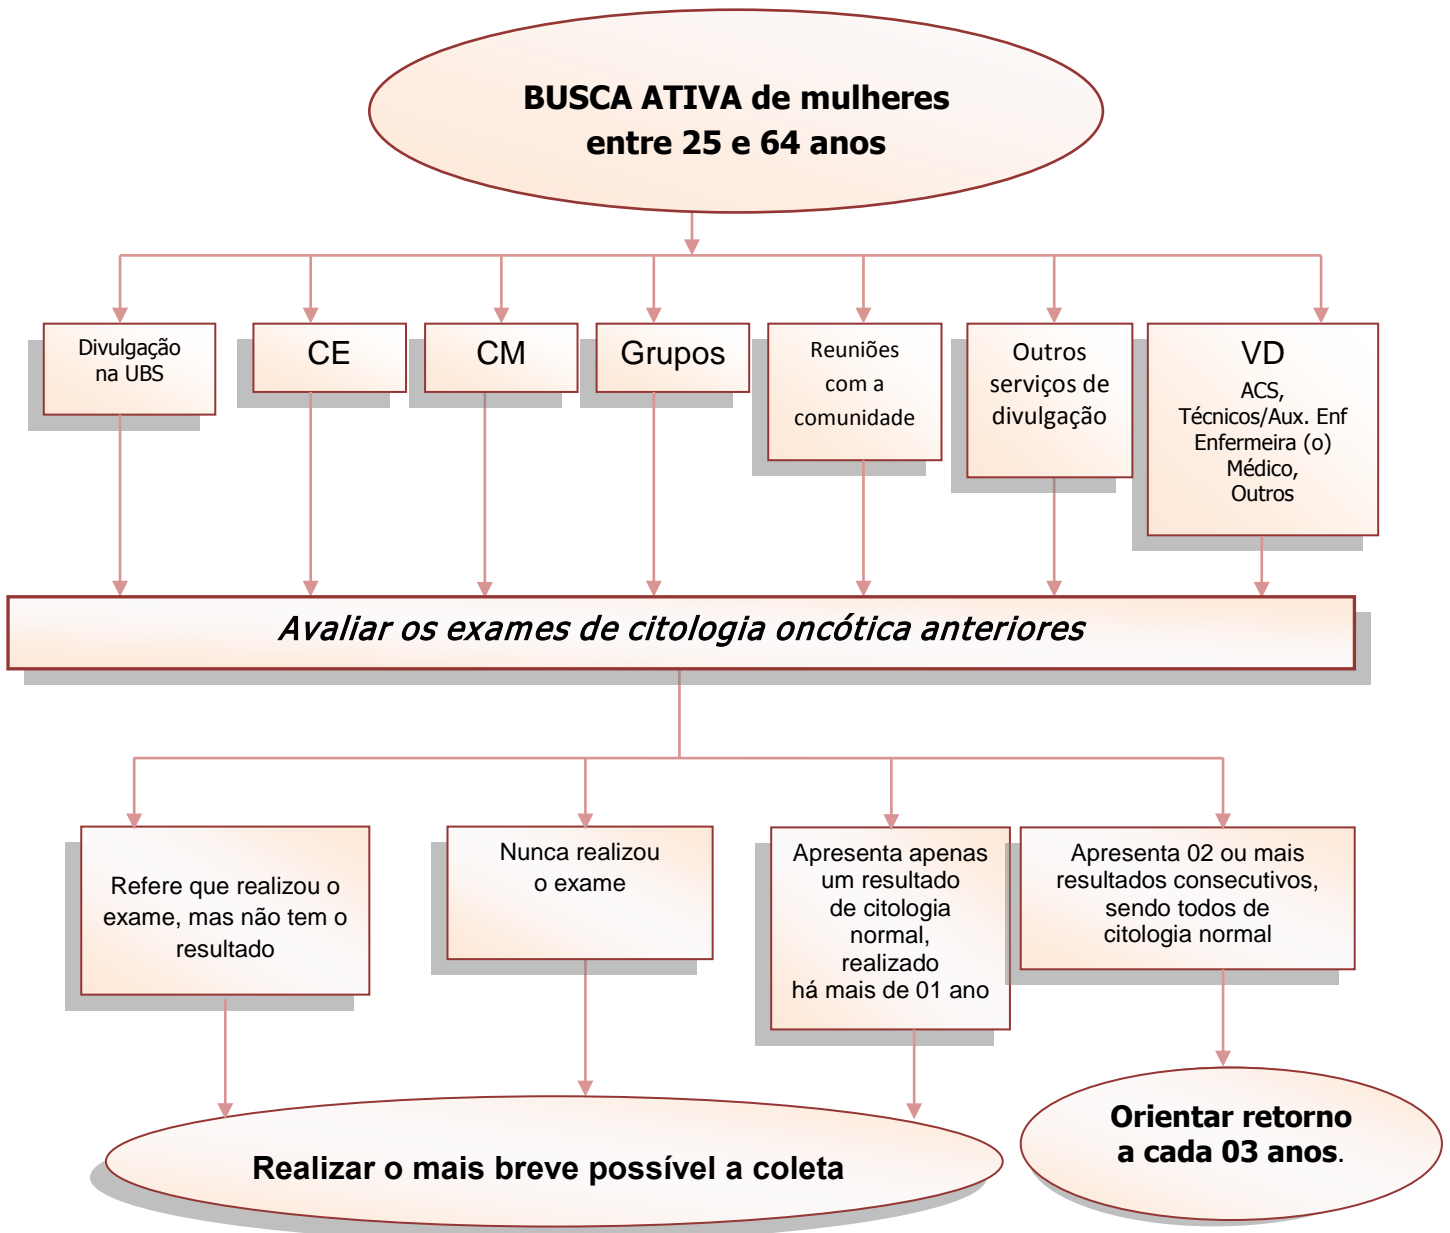 BUSCA ATIVA de mulheres
entre 25 e 64 anos
Divulgação
na UBS
CE
CM
Grupos
Reuniões
com a
comunidade
Outros
serviços de
divulgação
VD
ACS,
Técnicos/Aux. Enf
Enfermeira (o)
Médico,
Outros
Avaliar os exames de citologia oncótica anteriores
Refere que realizou o
exame, mas não tem o
resultado
Nunca realizou
o exame
Apresenta apenas
um resultado
de citologia
normal,
realizado
há mais de 01 ano
Apresenta 02 ou mais
resultados consecutivos,
sendo todos de
citologia normal
Realizar o mais breve possível a coleta
Orientar retorno
a cada 03 anos.